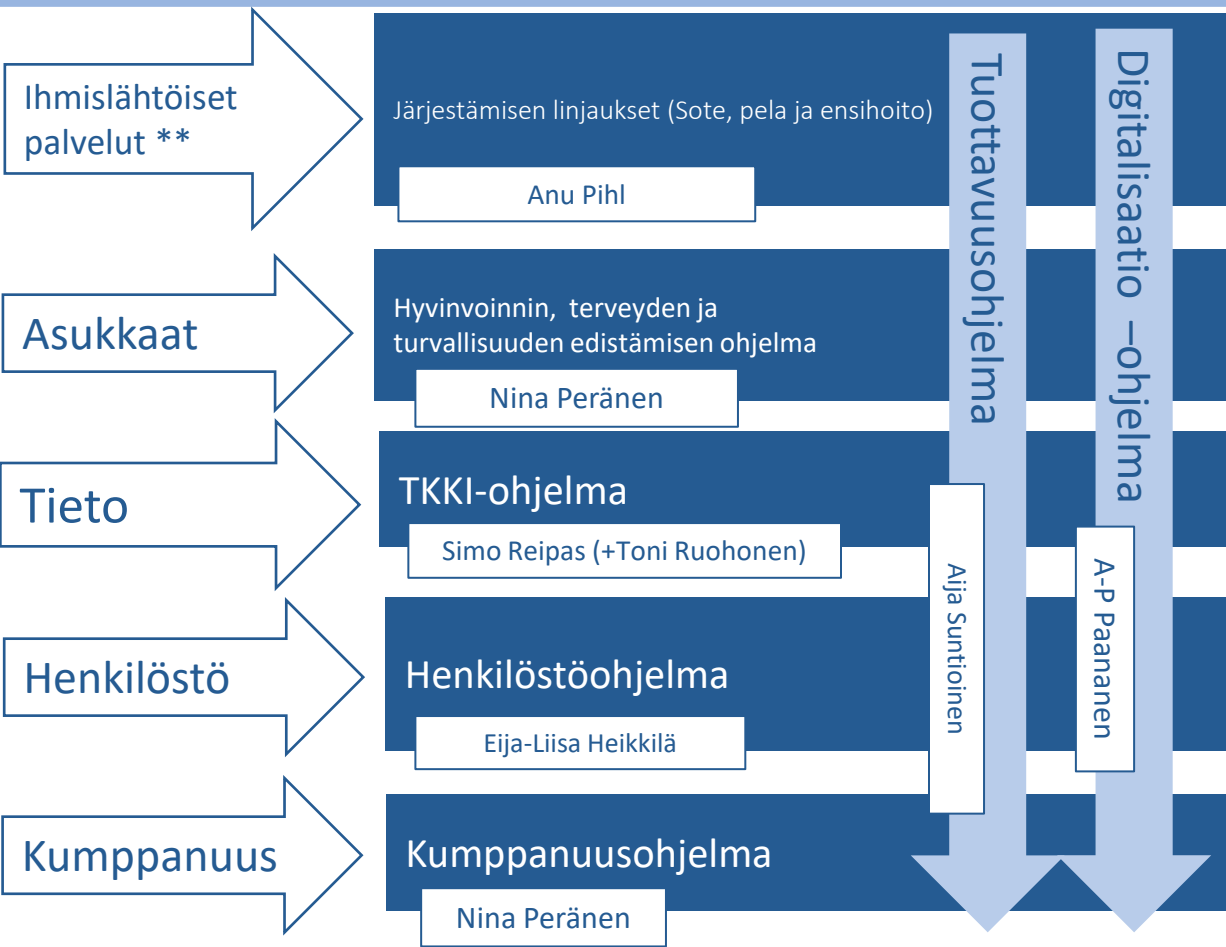 Ihmislähtöiset
palvelut **
Järjestämisen linjaukset (Sote, pela ja ensihoito)
Anu Pihl
Asukkaat
Hyvinvoinnin, terveyden ja
turvallisuuden edistämisen ohjelma
Nina Peränen
Tieto
TKKI-ohjelma
Simo Reipas (+Toni Ruohonen)
Henkilöstö
Henkilöstöohjelma
Eija-Liisa Heikkilä
Kumppanuus
Kumppanuusohjelma
Nina Peränen
Tuottavuusohjelma
Aija Suntioinen
Digitalisaatio –ohjelma
A-P Paananen